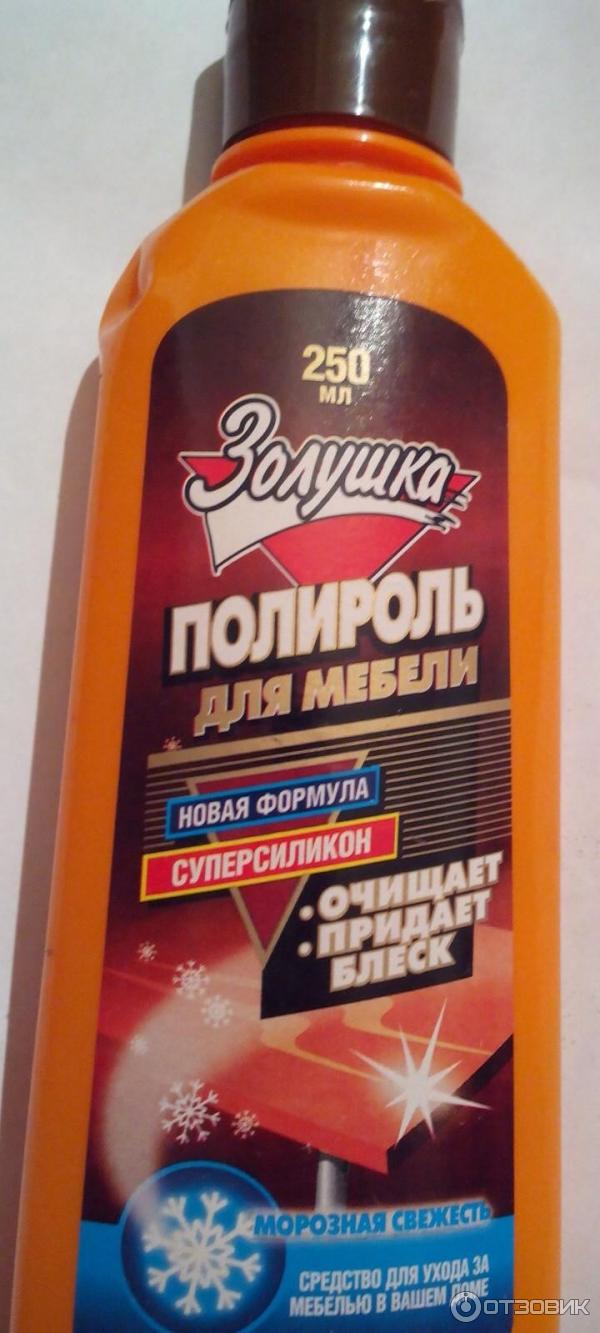 250
МЛ
Золушка
ПОЛИРОЛЬ
ДЛЯ МЕБЕЛИ
НОВАЯ ФОРМУЛА
СУПЕРСИЛИКОН
• ОЧИЩАЕТ
• ПРИДАЕТ
БЛЕСК
МОРОЗНАЯ СВЕЖЕСТЬ
СРЕДСТВО ДЛЯ УХОДА ЗА
МЕБЕЛЬЮ В ВАШЕМ ДОМЕ
ОТЗОВИК